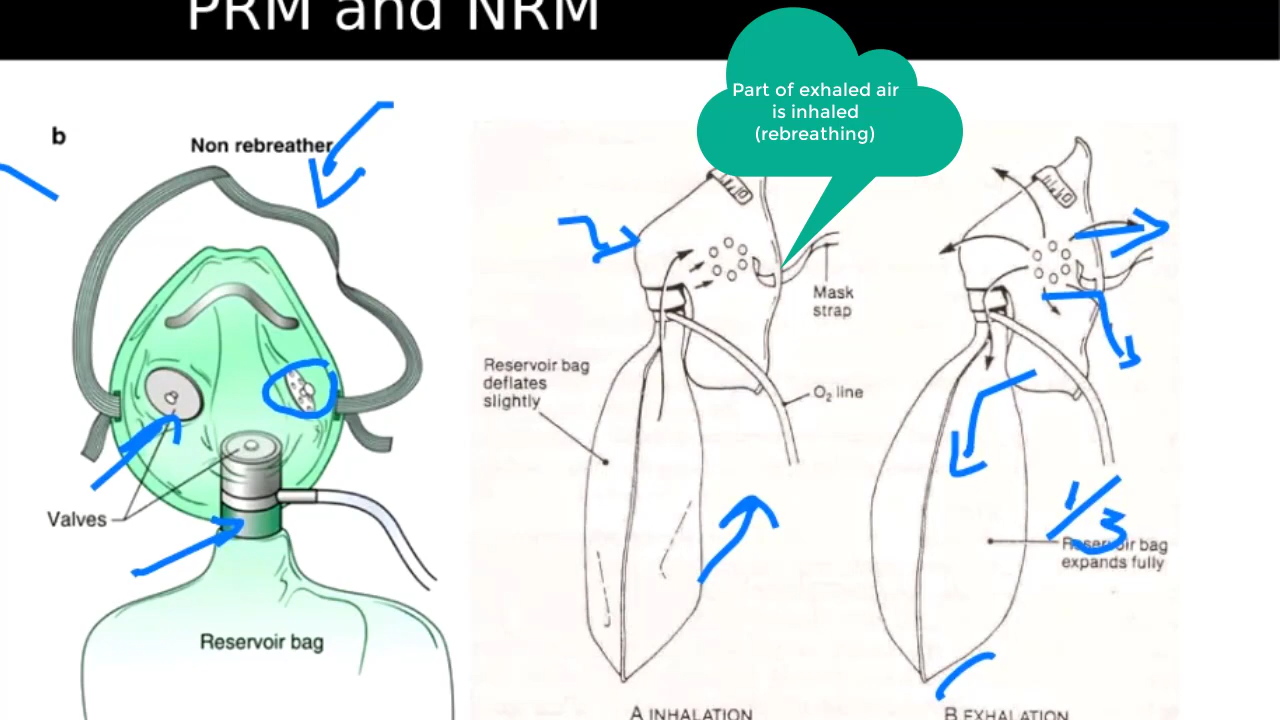 PRM and NRM
Part of exhaled air
is inhaled
(rebreathing)
b
Non rebreather
Valves
Reservoir bag
Mask
strap
Reservoir bag
deflates
slightly
O₂ line
1/3
Reservoir bag
expands fully
A INHALATION
B EXHALATION